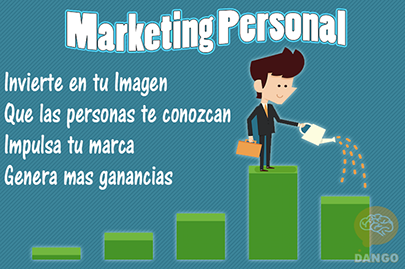 Marketing Personal
Invierte en tu Imagen
Que las personas te conozcan
Impulsa tu marca
Genera mas ganancias
DANGO